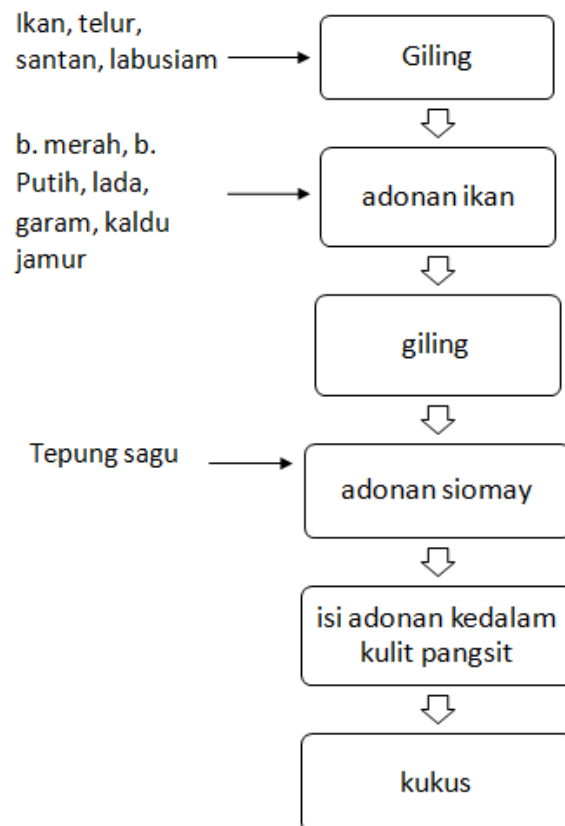 Ikan, telur,
santan, labusiam
Giling
b. merah, b.
Putih, lada,
garam, kaldu
jamur
adonan ikan
giling
Tepung sagu
adonan siomay
isi adonan kedalam
kulit pangsit
kukus